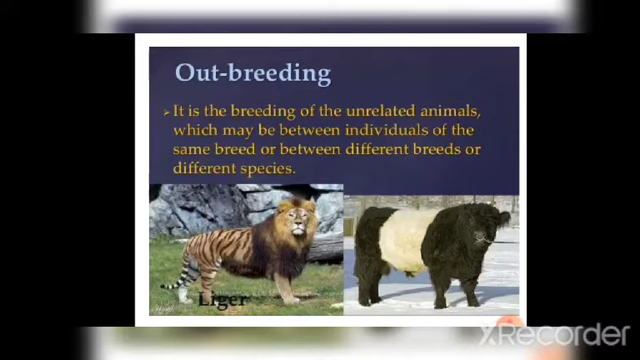 Out-breeding
➢ It is the breeding of the unrelated animals,
which may be between individuals of the
same breed or between different breeds or
different species.
Liger
XRecorder